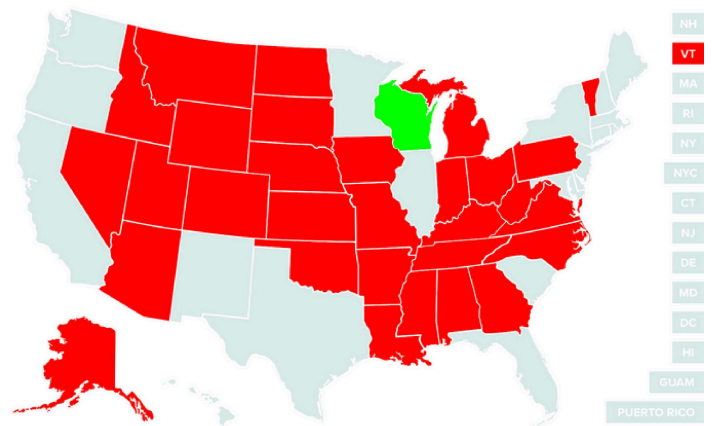 NH
VT
MA
RI
NY
NYC
CT
NJ
DE
MD
DC
HI
GUAM
PUERTO RICO